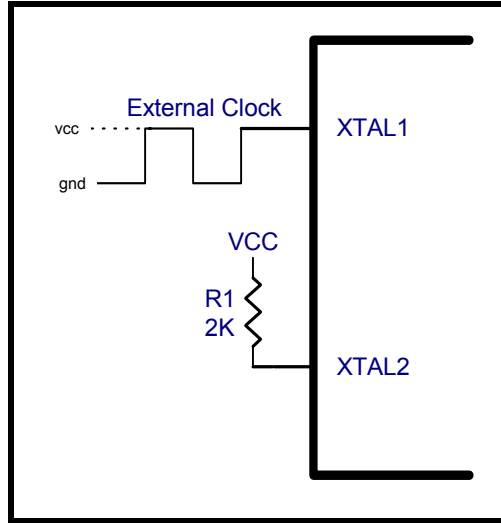 External Clock
vcc
XTAL1
gnd
VCC
R1
2K
XTAL2